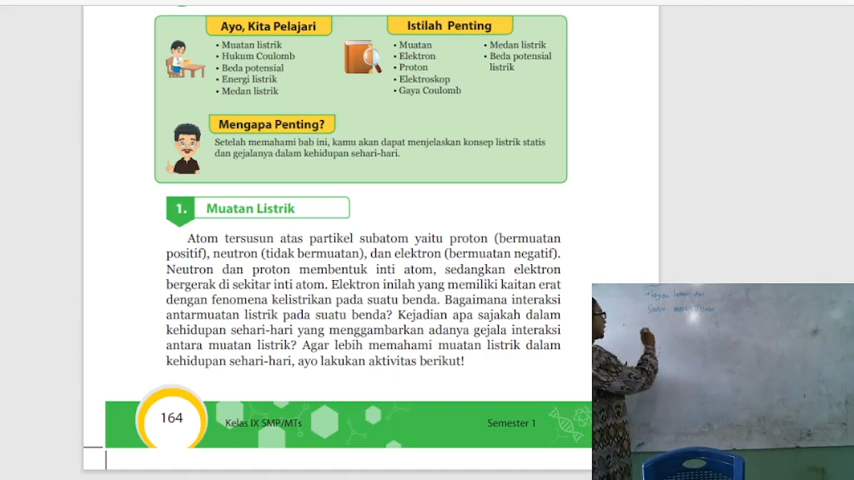 Ayo, Kita Pelajari
• Muatan listrik
• Hukum Coulomb
• Beda potensial
• Energi listrik
• Medan listrik
Istilah Penting
• Muatan
• Elektron
• Proton
• Elektroskop
• Gaya Coulomb
• Medan listrik
• Beda potensial
listrik
Mengapa Penting?
Setelah memahami bab ini, kamu akan dapat menjelaskan konsep listrik statis
dan gejalanya dalam kehidupan sehari-hari.
1. Muatan Listrik
Atom tersusun atas partikel subatom yaitu proton (bermuatan
positif), neutron (tidak bermuatan), dan elektron (bermuatan negatif).
Neutron dan proton membentuk inti atom, sedangkan elektron
bergerak di sekitar inti atom. Elektron inilah yang memiliki kaitan erat
dengan fenomena kelistrikan pada suatu benda. Bagaimana interaksi
antarmuatan listrik pada suatu benda? Kejadian apa sajakah dalam
kehidupan sehari-hari yang menggambarkan adanya gejala interaksi
antara muatan listrik? Agar lebih memahami muatan listrik dalam
kehidupan sehari-hari, ayo lakukan aktivitas berikut!
164
Kelas IX SMP/MTs
Semester 1